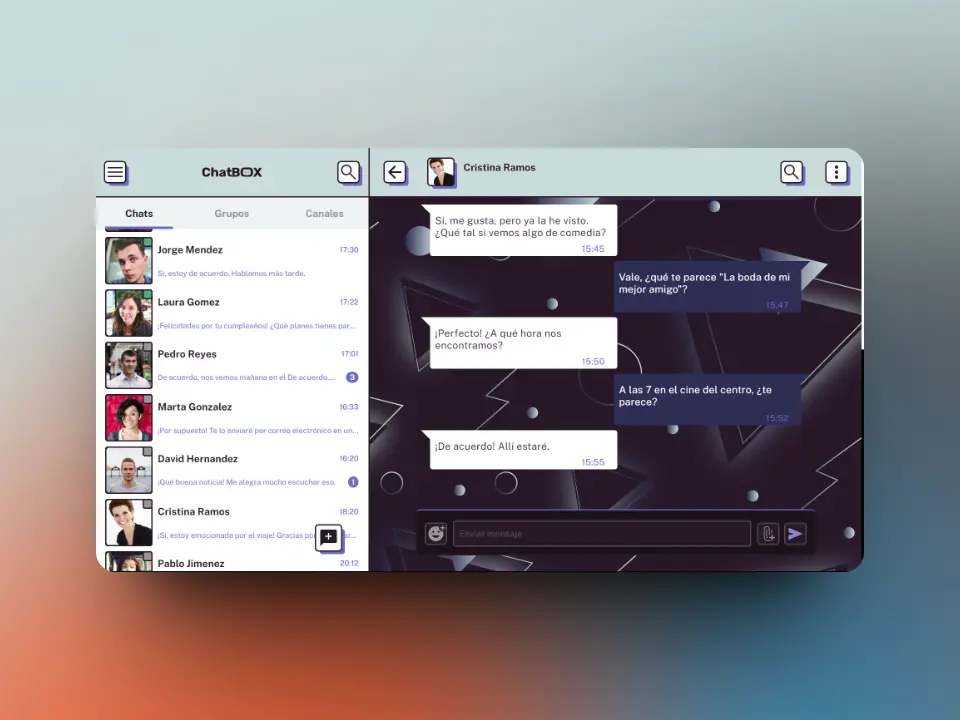 ChatBOX
Chats
Grupos
Canales
Jorge Mendez
17:30
Si, estoy de acuerdo. Hablamos más tarde.
Laura Gomez
17:22
¡Felicidades por tu cumpleaños! ¿Qué planes tienes par...
Pedro Reyes
17:01
De acuerdo, nos vemos mañana en el De acuerdo,...
3
Marta Gonzalez
16:33
¡Por supuesto! Te lo enviaré por correo electrónico en un...
David Hernandez
16:20
¡Qué buena noticia! Me alegra mucho escuchar eso.
1
Cristina Ramos
18:20
¡Sí, estoy emocionada por el viaje! Gracias ar...
Pablo Jimenez
20:12
Cristina Ramos
Sí, me gusta, pero ya la he visto.
¿Qué tal si vemos algo de comedia?
15:45
Vale, ¿qué te parece "La boda de mi
mejor amigo"?
15:47
¡Perfecto! ¿A qué hora nos
encontramos?
15:50
A las 7 en el cine del centro, ¿te
parece?
15:52
¡De acuerdo! Allí estaré.
15:55
Enviar mensaje